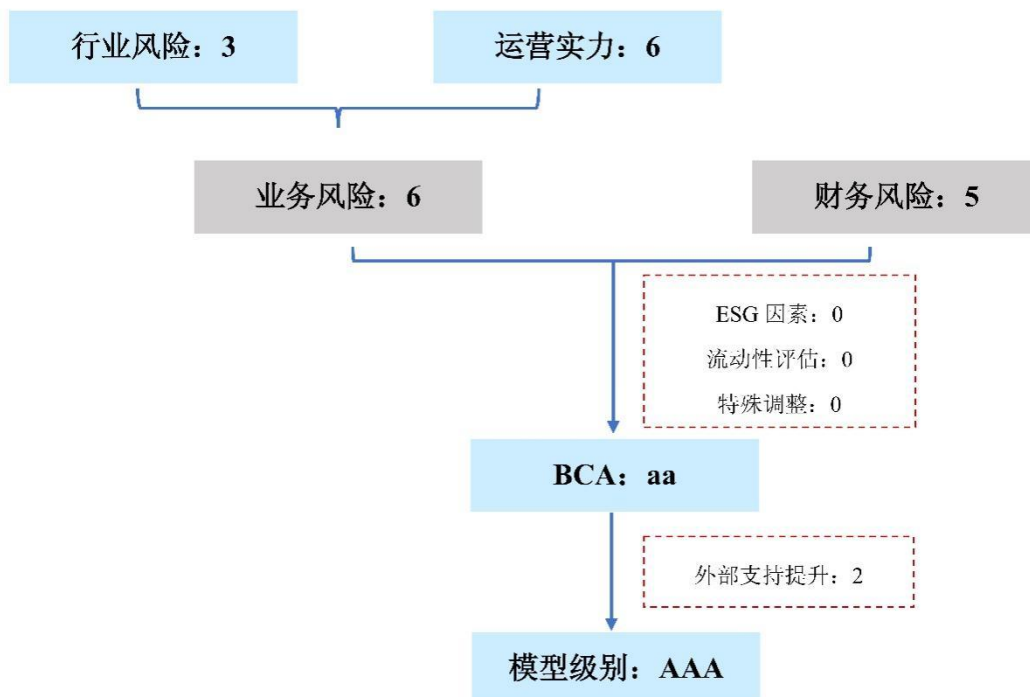 行业风险：3
运营实力：6
业务风险：6
财务风险：5
ESG 因素：0
流动性评估：0
特殊调整：0
BCA：aa
外部支持提升：2
模型级别：AAA